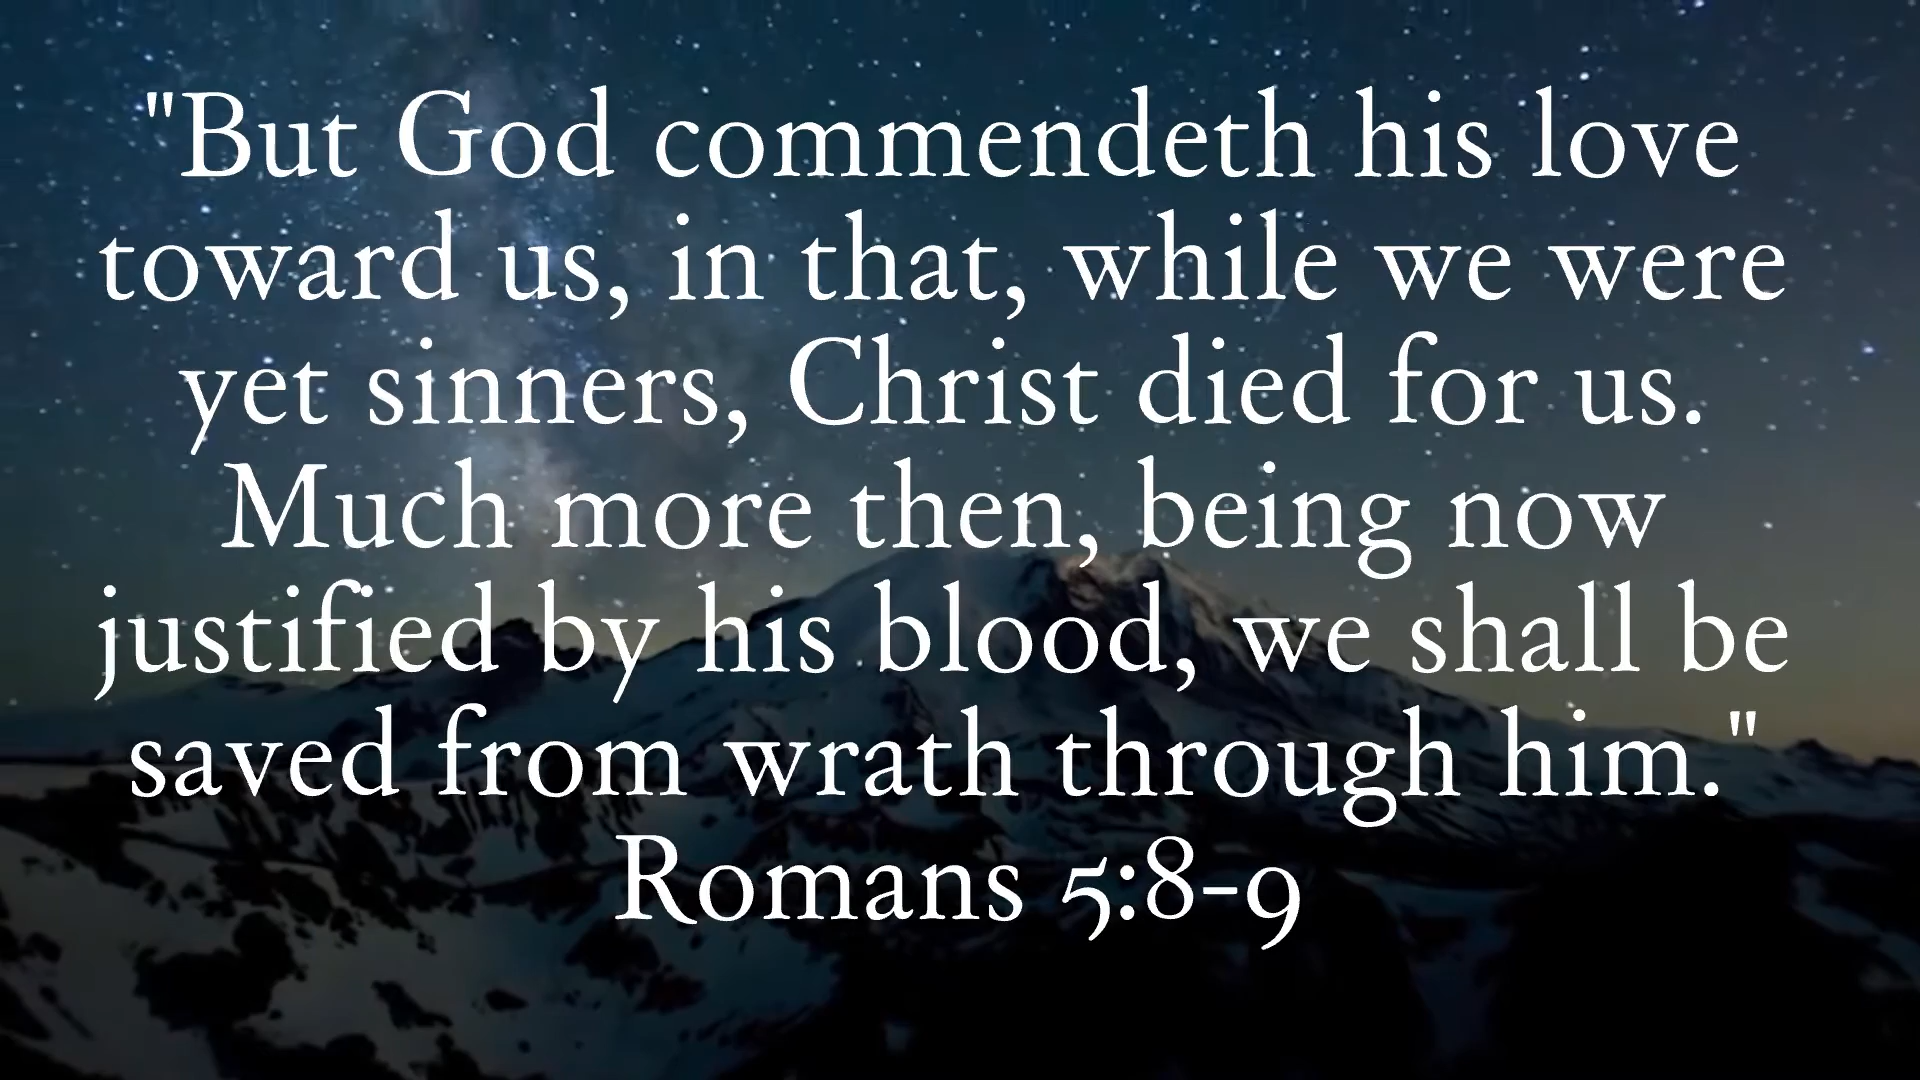 "But God commendeth his love
toward us, in that, while we were
yet sinners, Christ died for us.
Much more then, being now
justified by his blood, we shall be
saved from wrath through him."
Romans 5:8-9